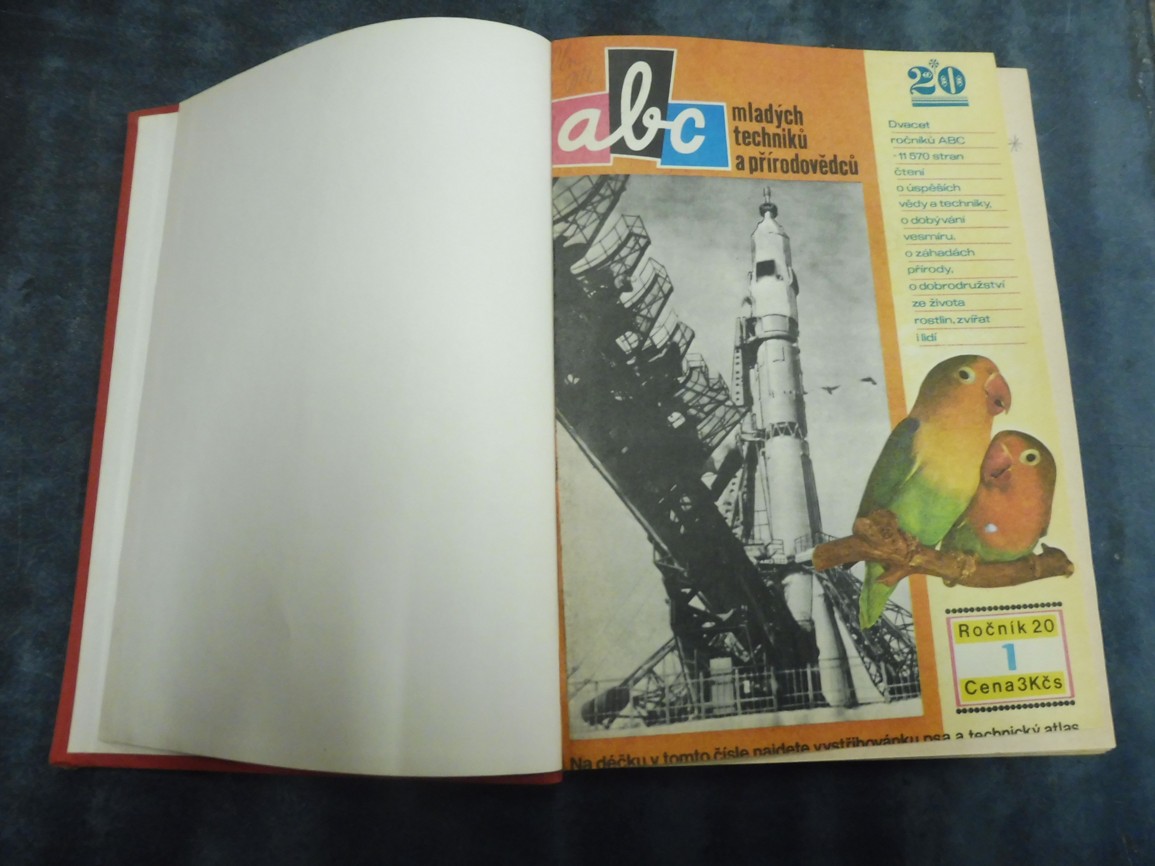 abc
mladých
techniků
a přírodovědců
20
Dvacet
ročníků ABC
-11 570 stran
čtení
o úspěších
vědy a techniky,
o dobývání
vesmíru,
o záhadách
přírody,
o dobrodružství
ze života
rostlin, zvířat
i lidí
Ročník 20
1
Cena 3 Kčs
Na déčku v tomto čísle najdete vystřihovánku psa a technický atlas